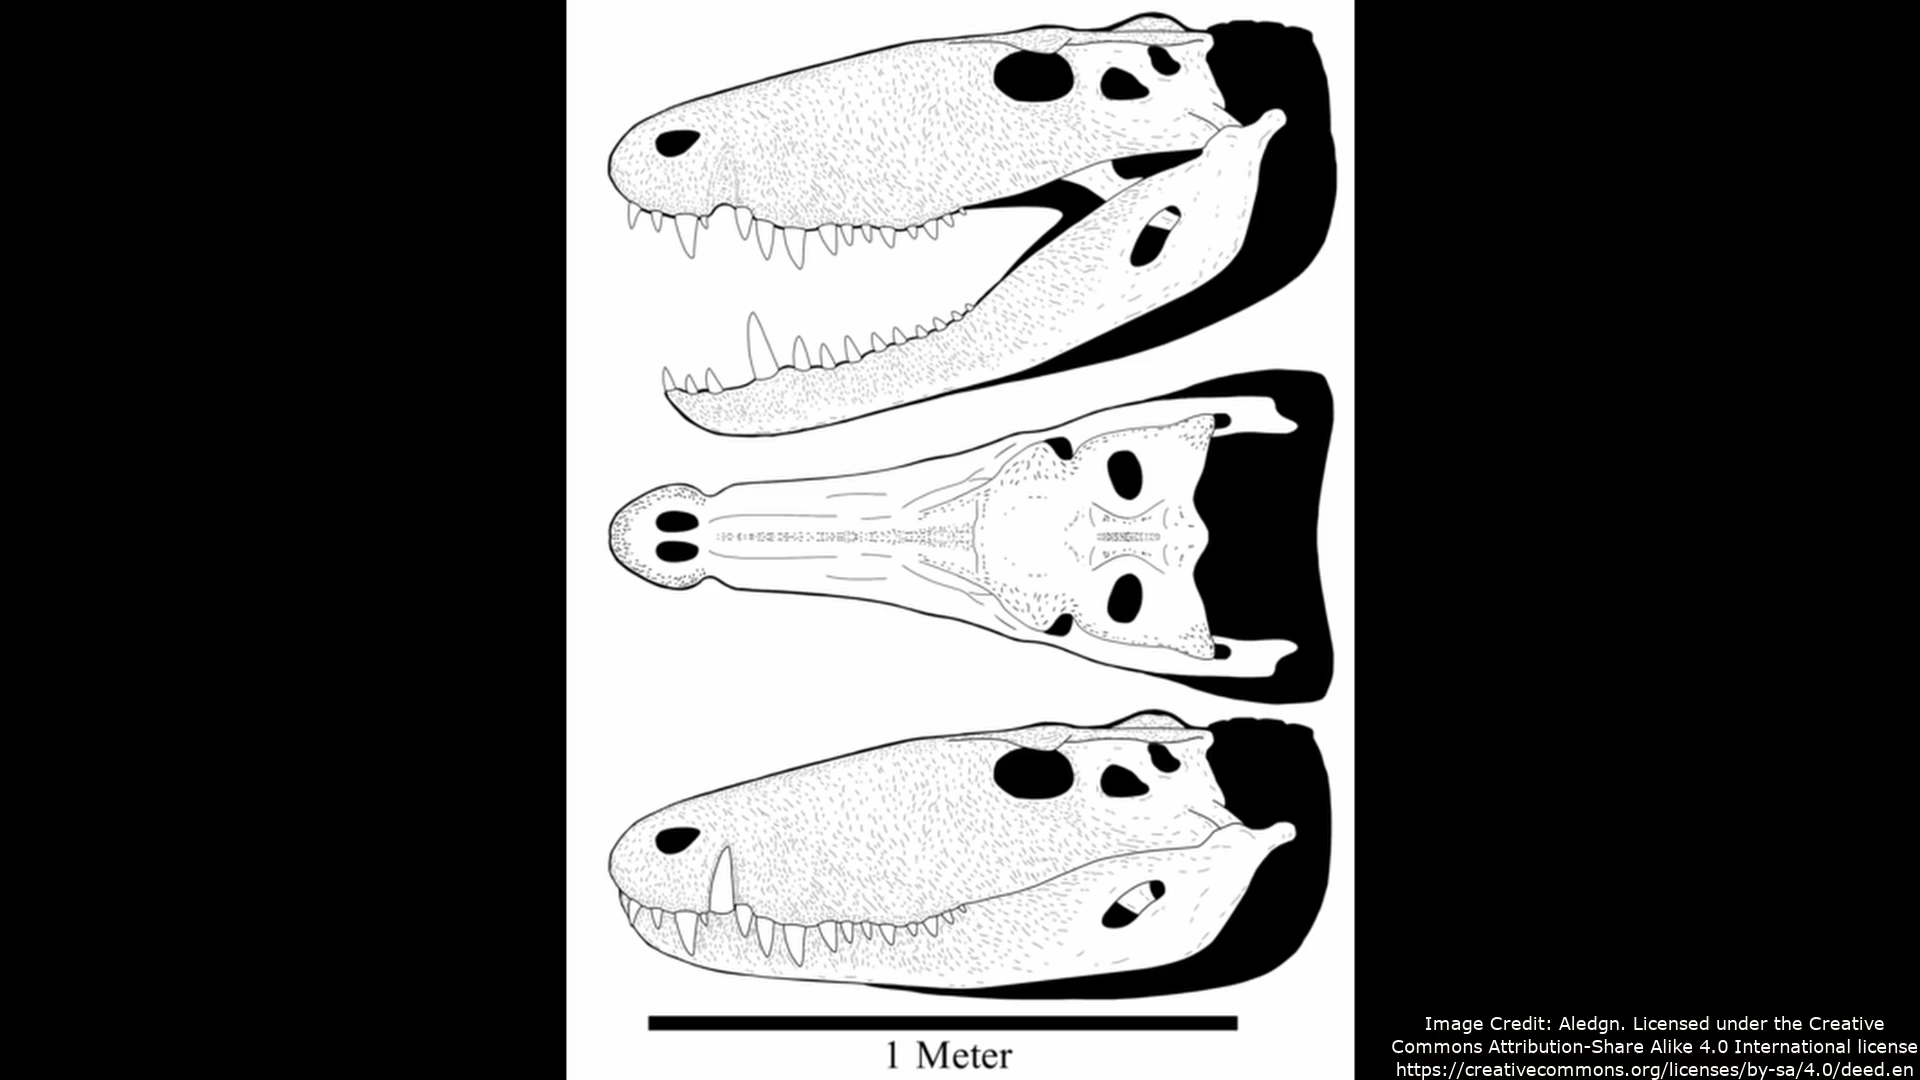 1 Meter
Image Credit: Aledgn. Licensed under the Creative
Commons Attribution-Share Alike 4.0 International license
https://creativecommons.org/licenses/by-sa/4.0/deed.en